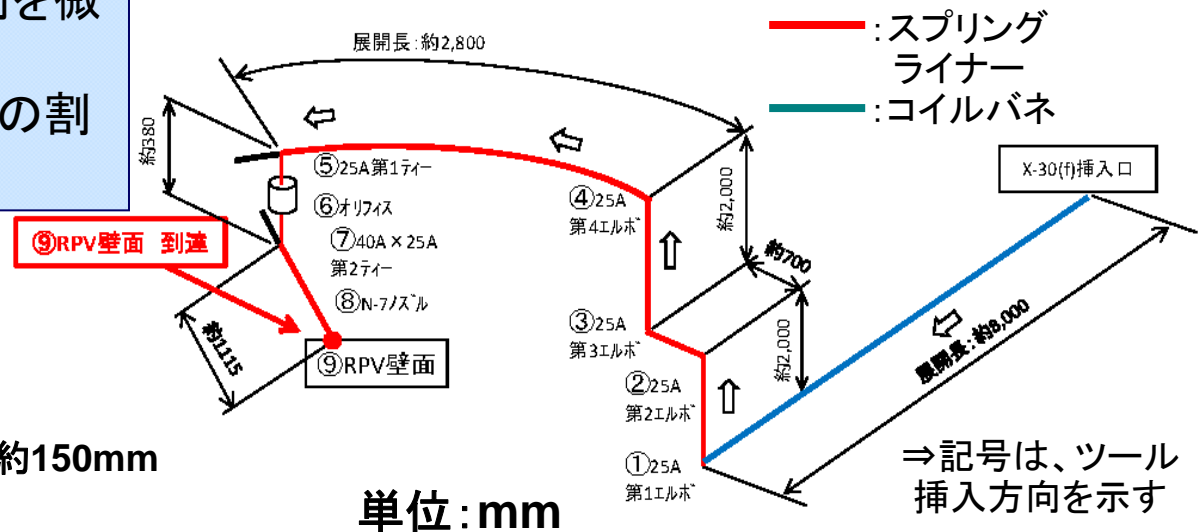 を微
の割
展開長:約2,800
:スプリング
ライナー
:コイルバネ
約380
⑤25A第1ティー
⑥オリフィス
⑦40A×25A
第2ティー
⑧N-7ノズル
⑨RPV壁面 到達
⑨RPV壁面
約1115
④25A
第4エルボ
約2,000
約700
③25A
第3エルボ
約2,000
②25A
第2エルボ
①25A
第1エルボ
X-30(f)挿入口
展開長:約8,000
約150mm
単位:mm
⇒記号は、ツール
挿入方向を示す